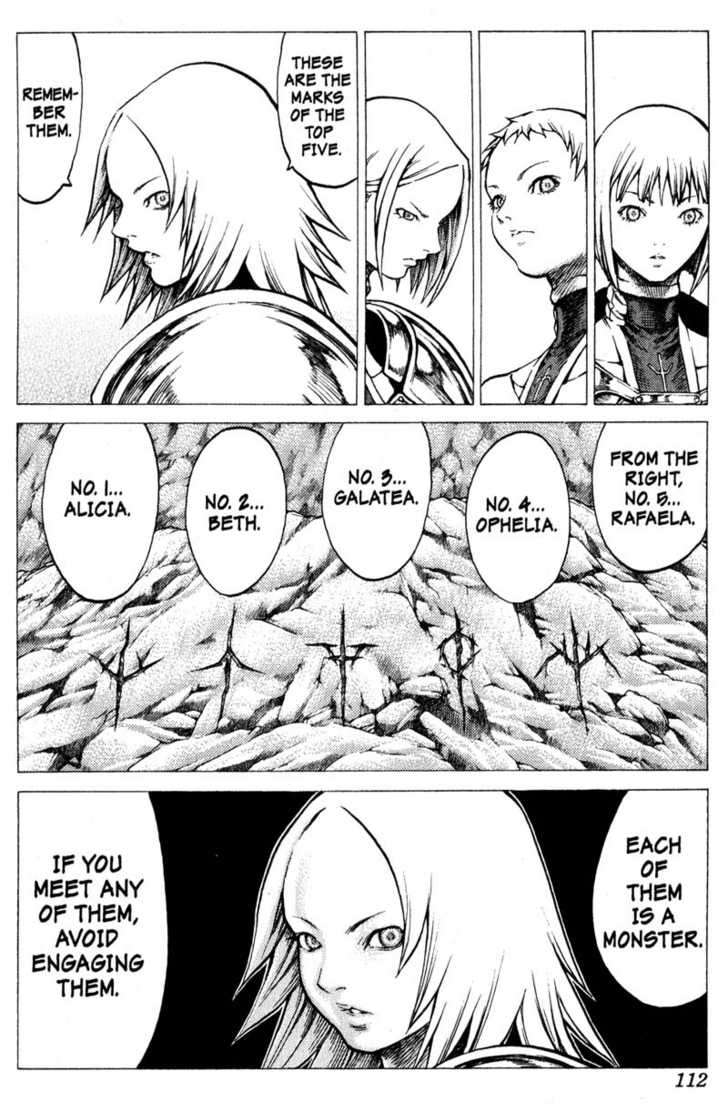 THESE
ARE THE
MARKS
OF THE
TOP
FIVE.
REMEM-
BER
THEM.
FROM THE
RIGHT,
NO. 5...
RAFAELA.
NO. 4...
OPHELIA.
NO. 3...
GALATEA.
NO. 2...
BETH.
NO. 1...
ALICIA.
EACH
OF
THEM
IS A
MONSTER.
IF YOU
MEET ANY
OF THEM,
AVOID
ENGAGING
THEM.
112